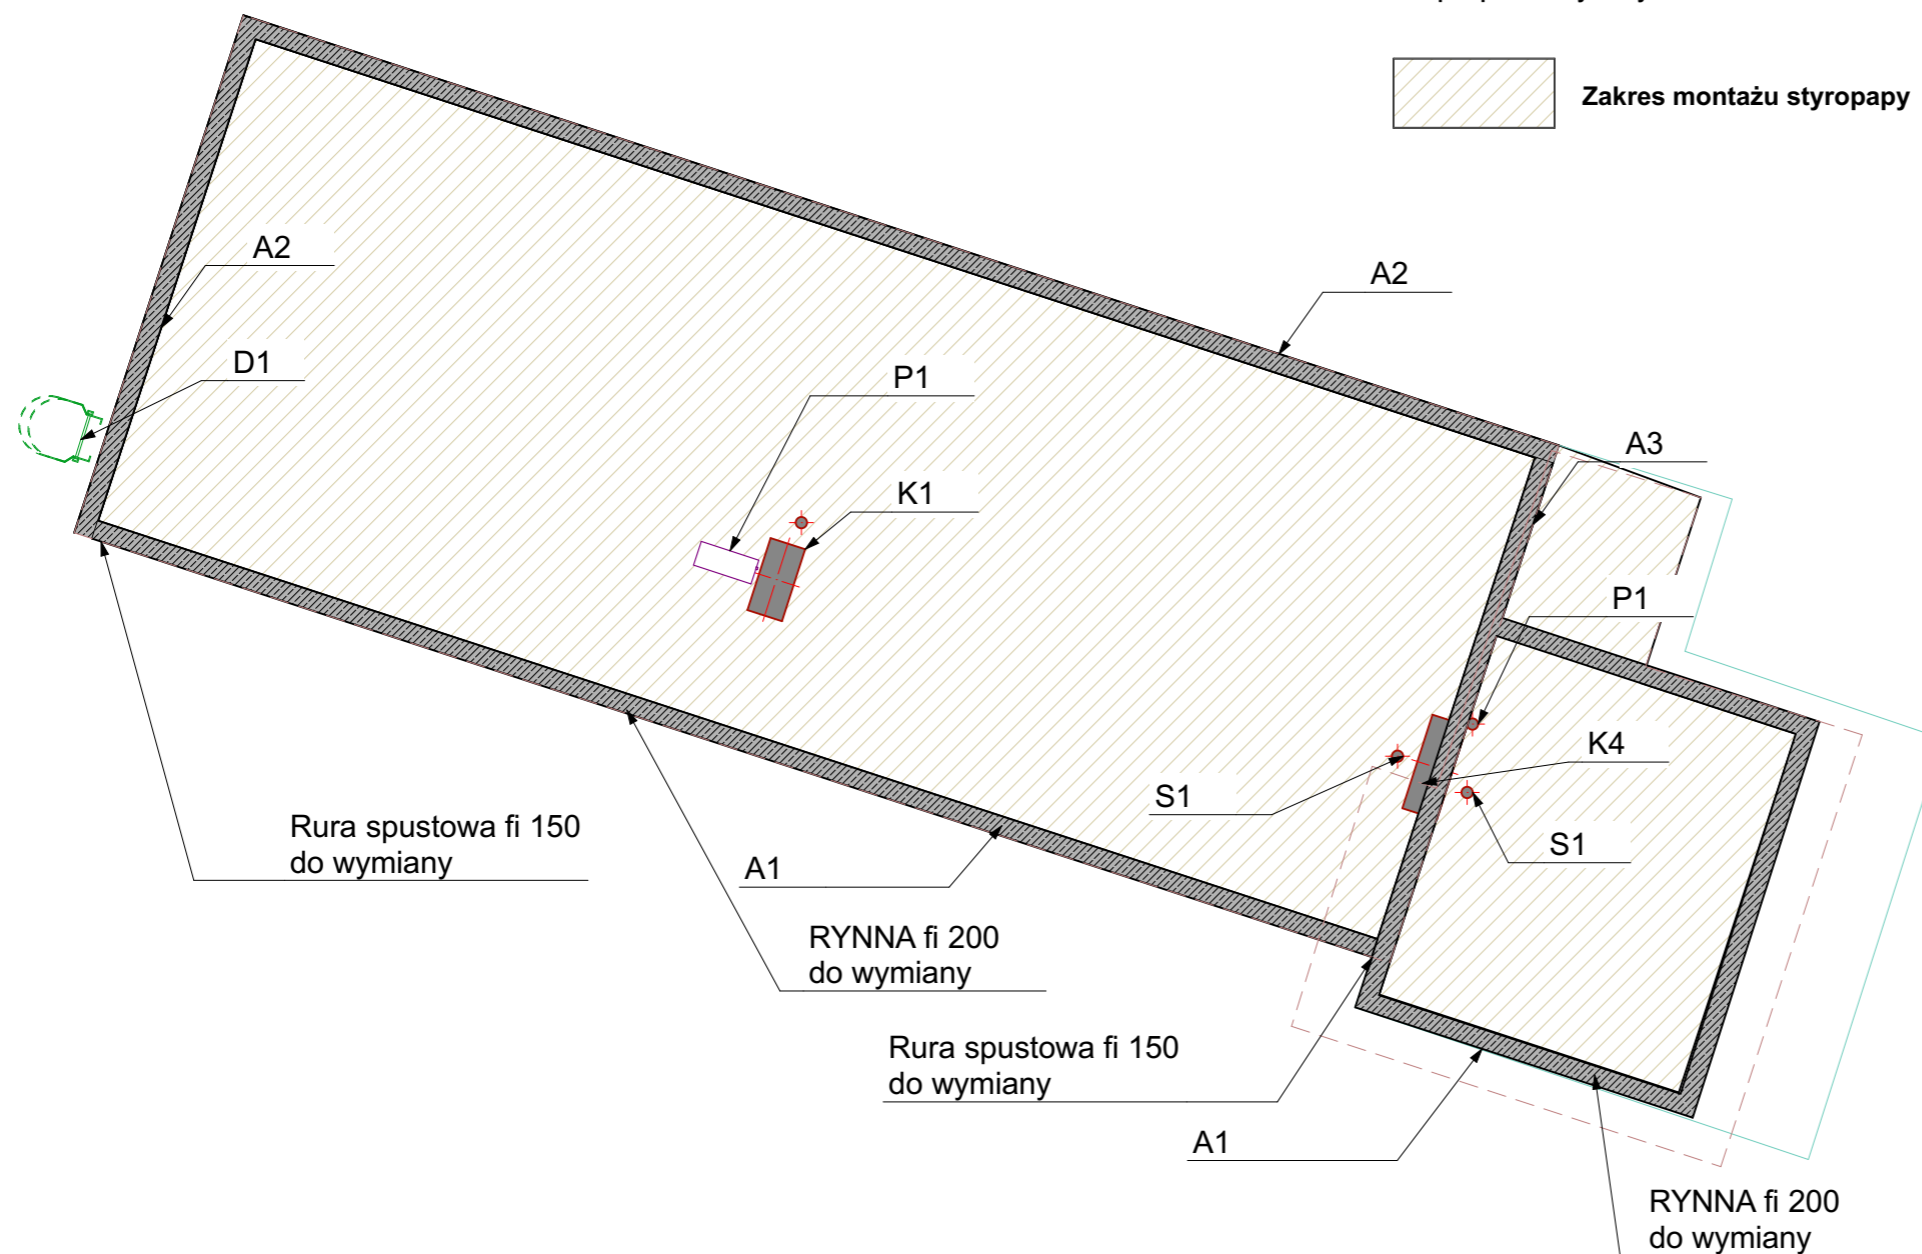 Zakres montażu styropapy
A2
A2
D1
P1
A3
K1
P1
K4
S1
Rura spustowa fi 150
do wymiany
S1
A1
RYNNA fi 200
do wymiany
Rura spustowa fi 150
do wymiany
A1
RYNNA fi 200
do wymiany